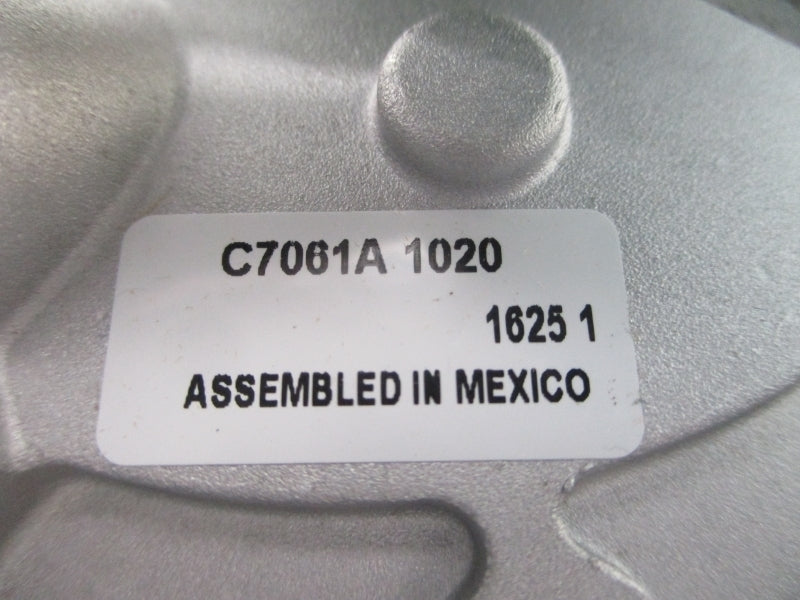 C7061A 1020
1625 1
ASSEMBLED IN MEXICO